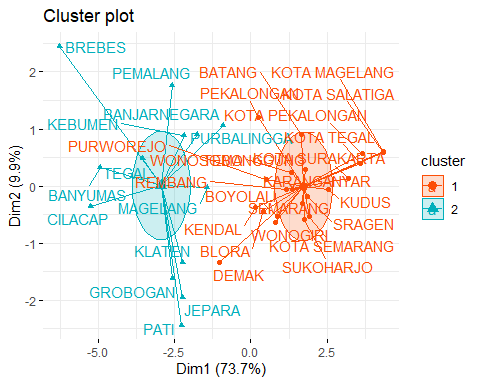 Cluster plot
BREBES
PEMALANG
BATANG
KOTA MAGELANG
PEKALONGAN
KOTA SALATIGA
BANJARNEGARA
KOTA PEKALONGAN
KEBUMEN
PURBALINGGA
KOTA TEGAL
PURWOREJO
WONOSOBO
KOTA SURAKARTA
TEGAL
REMBANG
KARANGANYAR
BANYUMAS
MAGELANG
BOYOLALI
KUDUS
CILACAP
SEMARANG
KENDAL
WONOGIRI
SRAGEN
KLATEN
BLORA
KOTA SEMARANG
DEMAK
SUKOHARJO
GROBOGAN
JEPARA
PATI
2
1
0
-1
-2
-5.0
-2.5
0.0
2.5
Dim1 (73.7%)
Dim2 (9.9%)
cluster
1
2